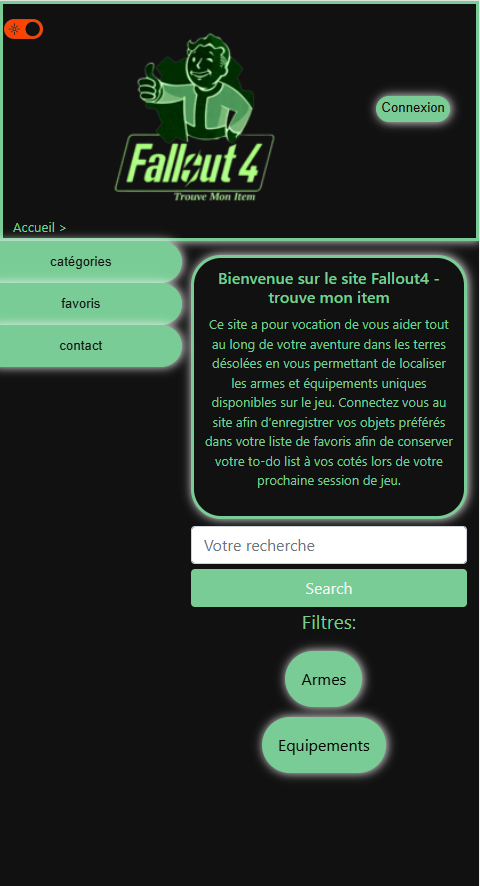 Connexion
Fallout 4
Trouve Mon Item
Accueil >
catégories
favoris
contact
Bienvenue sur le site Fallout4 -
trouve mon item
Ce site a pour vocation de vous aider tout
au long de votre aventure dans les terres
désolées en vous permettant de localiser
les armes et équipements uniques
disponibles sur le jeu. Connectez vous au
site afin d'enregistrer vos objets préférés
dans votre liste de favoris afin de conserver
votre to-do list à vos cotés lors de votre
prochaine session de jeu.
Votre recherche
Search
Filtres:
Armes
Equipements